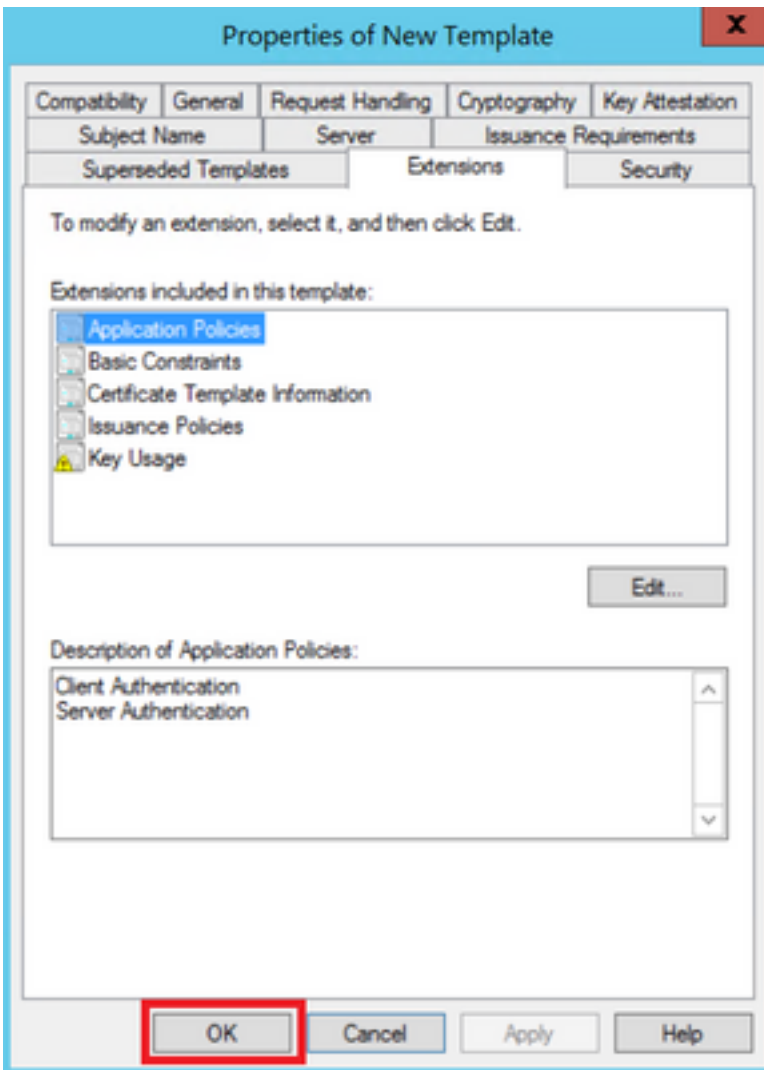 Properties of New Template
x
Compatibility General Request Handling Cryptography Key Attestation
Subject Name Server Issuance Requirements
Superseded Templates Extensions Security
To modify an extension, select it, and then click Edit.
Extensions included in this template:
Application Policies
Basic Constraints
Certificate Template Information
Issuance Policies
Key Usage
Edit...
Description of Application Policies:
Client Authentication
Server Authentication
OK Cancel Apply Help